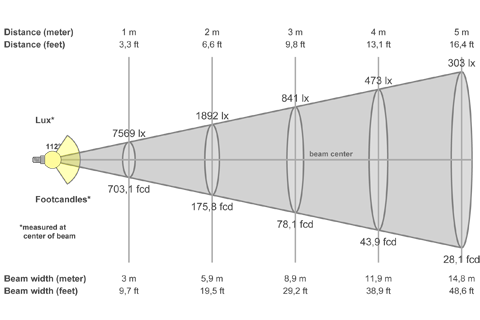 Distance (meter) 1 m 2 m 3 m 4 m 5 m
Distance (feet) 3,3 ft 6,6 ft 9,8 ft 13,1 ft 16,4 ft
303 lx
473 lx
841 lx
1892 lx
Lux*
7569 lx
112°
beam center
703,1 fcd
Footcandles*
175,8 fcd
78,1 fcd
*measured at
center of beam
43,9 fcd
28,1 fcd
Beam width (meter) 3 m 5,9 m 8,9 m 11,9 m 14,8 m
Beam width (feet) 9,7 ft 19,5 ft 29,2 ft 38,9 ft 48,6 ft